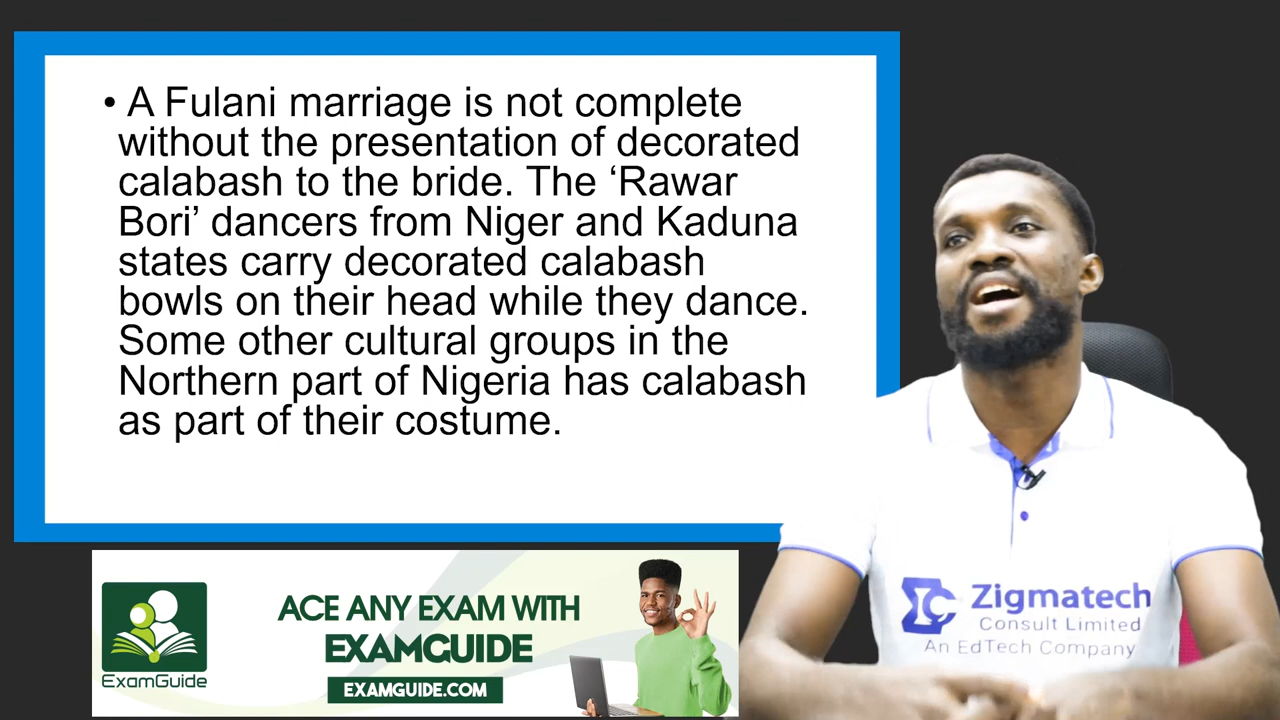 • A Fulani marriage is not complete
without the presentation of decorated
calabash to the bride. The ‘Rawar
Bori’ dancers from Niger and Kaduna
states carry decorated calabash
bowls on their head while they dance.
Some other cultural groups in the
Northern part of Nigeria has calabash
as part of their costume.
ExamGuide
ACE ANY EXAM WITH
EXAMGUIDE
EXAMGUIDE.COM
Zigmatech
Consult Limited
An EdTech Company